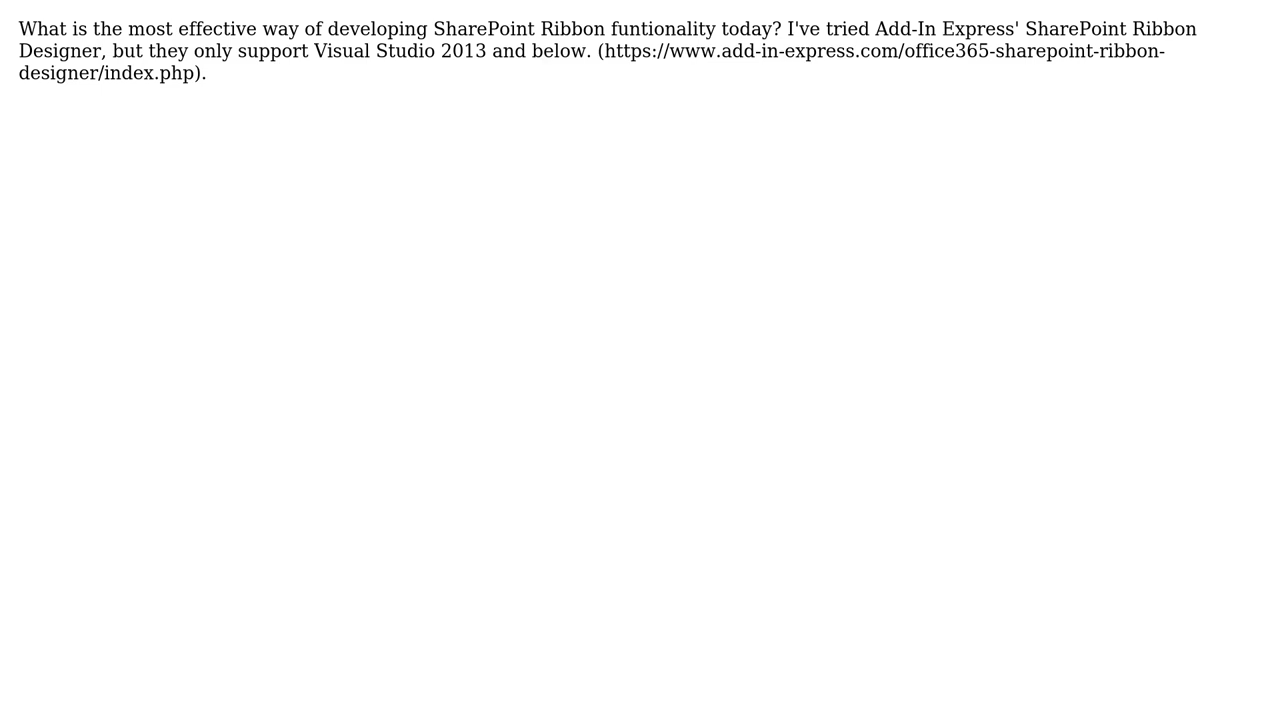 What is the most effective way of developing SharePoint Ribbon funtionality today? I've tried Add-In Express' SharePoint Ribbon
Designer, but they only support Visual Studio 2013 and below. (https://www.add-in-express.com/office365-sharepoint-ribbon-
designer/index.php).